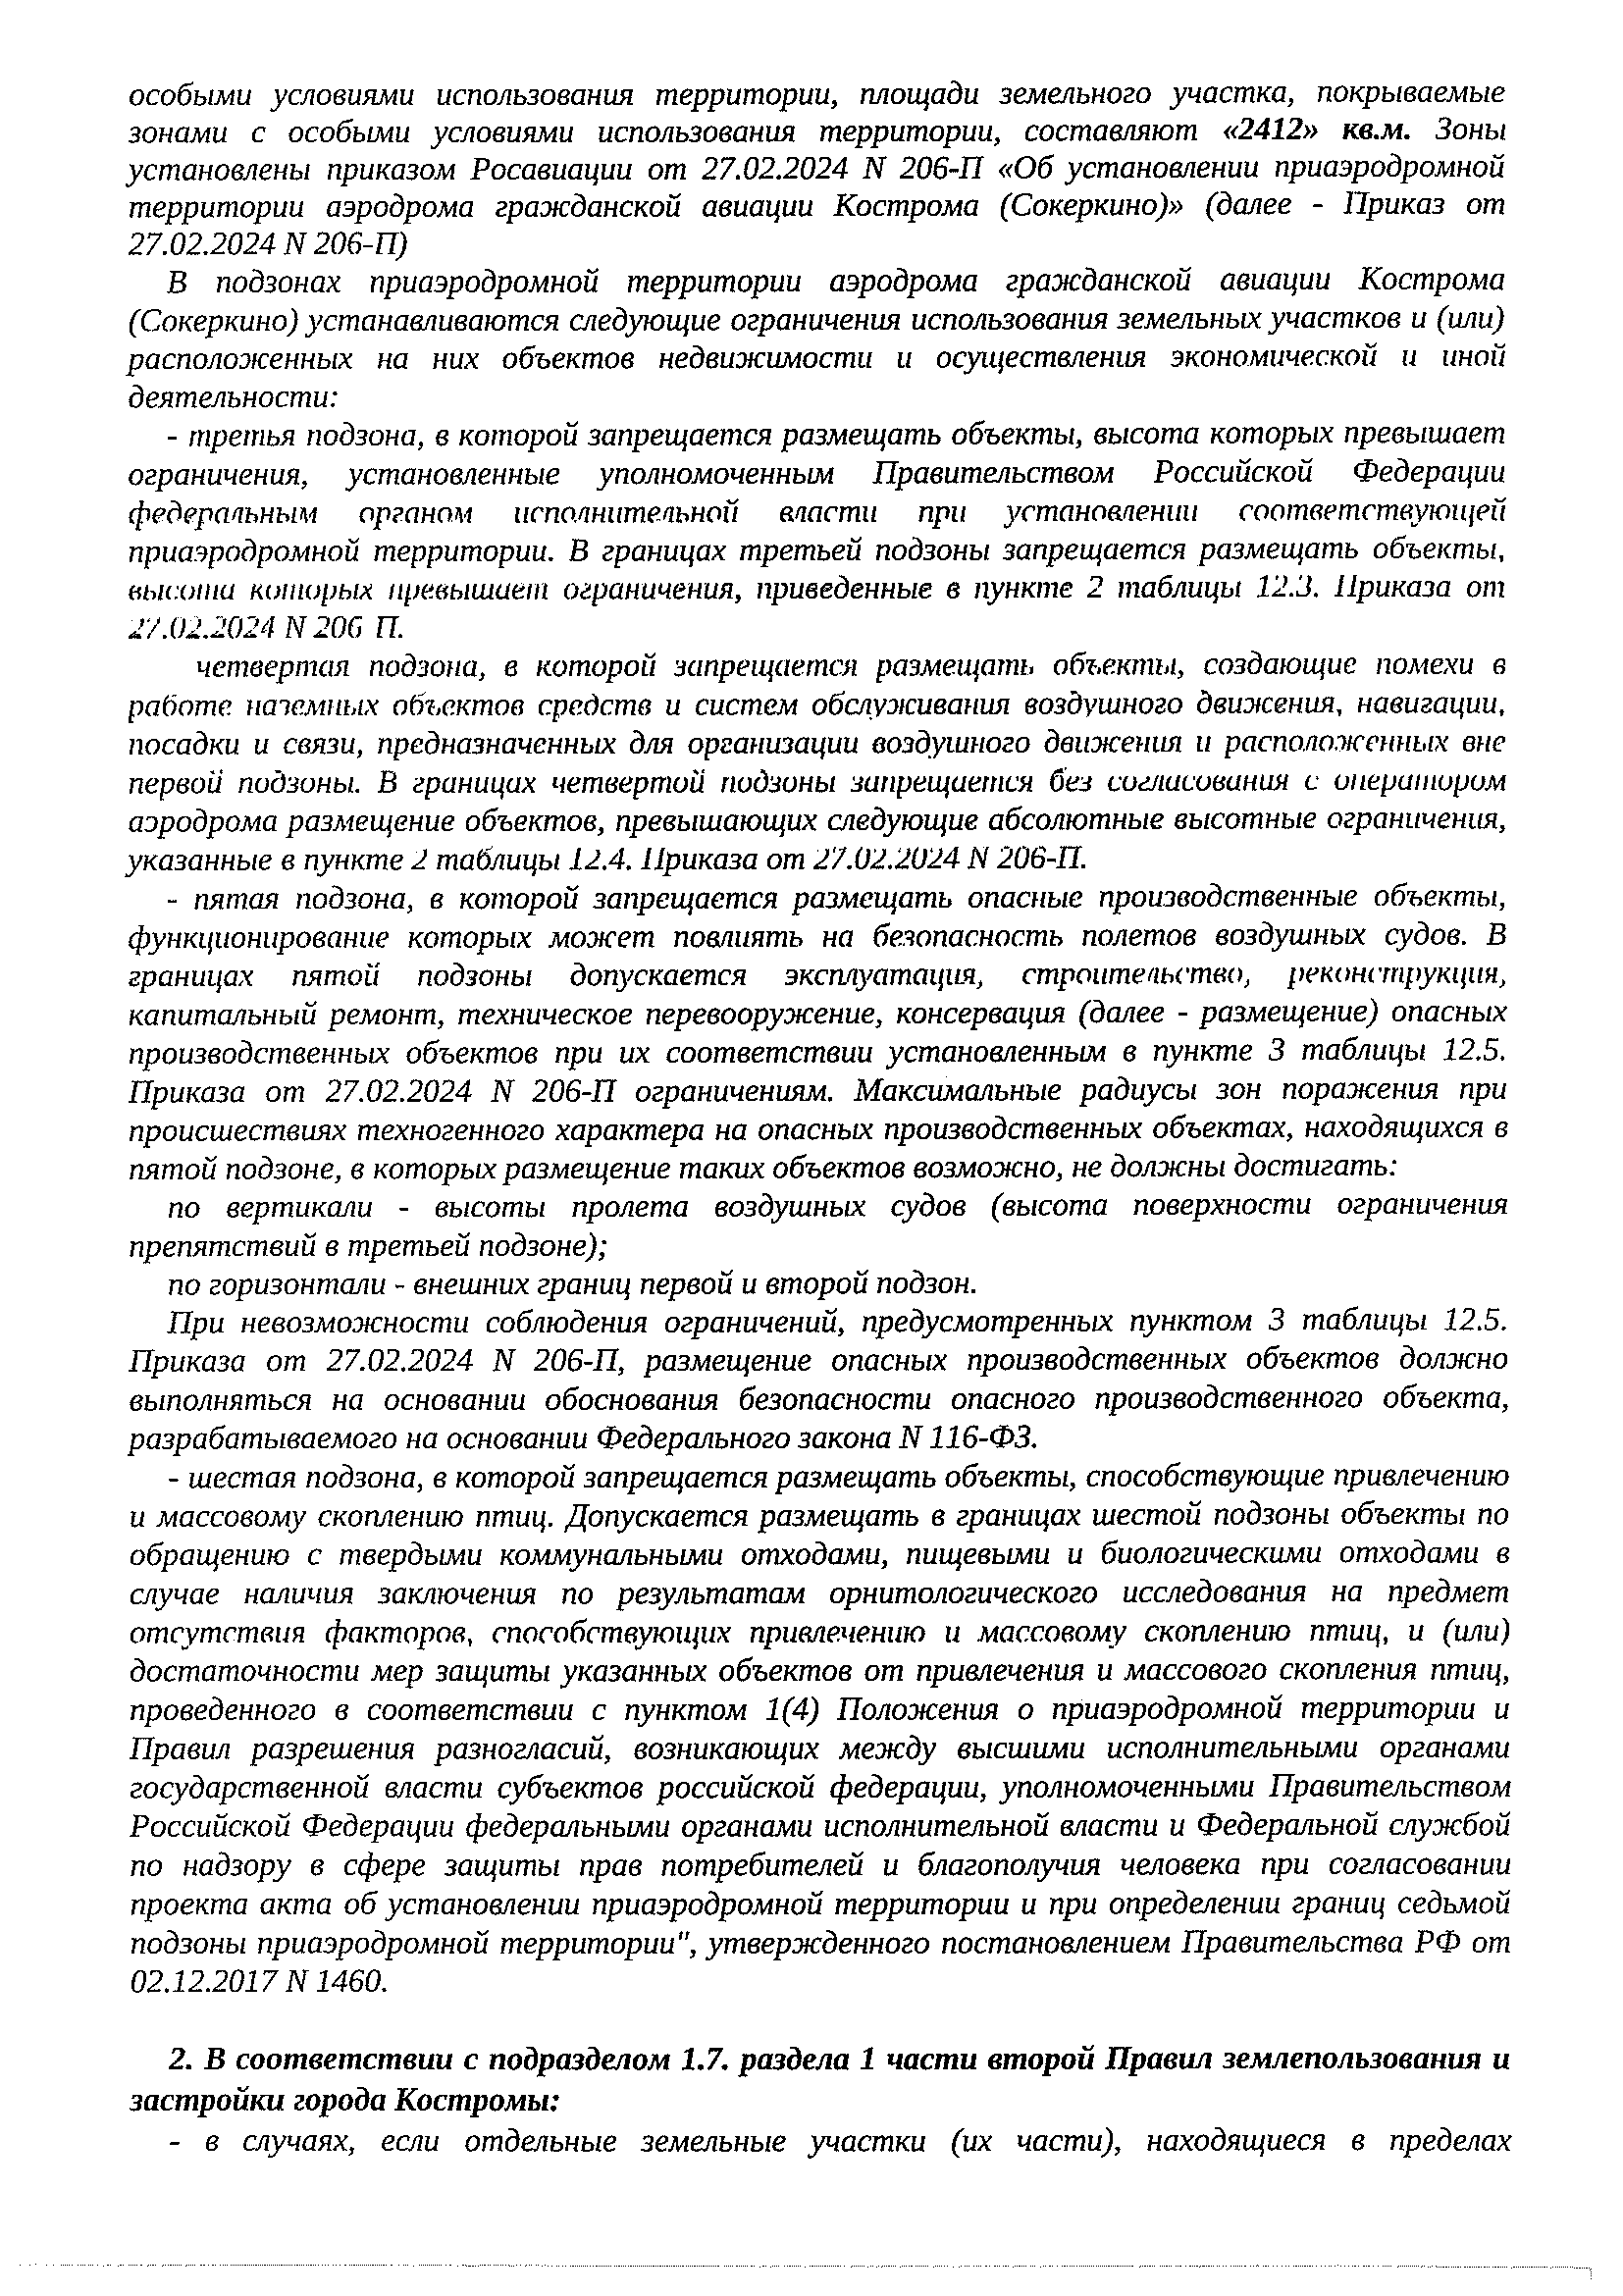 особыми условиями использования территории, площади земельного участка, покрываемые
зонами с особыми условиями использования территории, составляют «2412» кв.м. Зоны
установлены приказом Росавиации от 27.02.2024 N 206-П «Об установлении приаэродромной
территории аэродрома гражданской авиации Кострома (Сокеркино)» (далее - Приказ от
27.02.2024 N 206-П)
В подзонах приаэродромной территории аэродрома гражданской авиации Кострома
(Сокеркино) устанавливаются следующие ограничения использования земельных участков и (или)
расположенных на них объектов недвижимости и осуществления экономической и иной
деятельности:
- третья подзона, в которой запрещается размещать объекты, высота которых превышает
ограничения, установленные уполномоченным Правительством Российской Федерации
федеральным органом исполнительной власти при установлении соответствующей
приаэродромной территории. В границах третьей подзоны запрещается размещать объекты,
высота которых превышает ограничения, приведенные в пункте 2 таблицы 12.3. Приказа от
27.02.2024 N 206 П.
четвертая подзона, в которой запрещается размещать объекты, создающие помехи в
работе наземных объектов средств и систем обслуживания воздушного движения, навигации,
посадки и связи, предназначенных для организации воздушного движения и расположенных вне
первой подзоны. В границах четвертой подзоны запрещается без согласования с оператором
аэродрома размещение объектов, превышающих следующие абсолютные высотные ограничения,
указанные в пункте 2 таблицы 12.4. Приказа от 27.02.2024 N 206-П.
- пятая подзона, в которой запрещается размещать опасные производственные объекты,
функционирование которых может повлиять на безопасность полетов воздушных судов. В
границах пятой подзоны допускается эксплуатация, строительство, реконструкция,
капитальный ремонт, техническое перевооружение, консервация (далее - размещение) опасных
производственных объектов при их соответствии установленным в пункте 3 таблицы 12.5.
Приказа от 27.02.2024 N 206-П ограничениям. Максимальные радиусы зон поражения при
происшествиях техногенного характера на опасных производственных объектах, находящихся в
пятой подзоне, в которых размещение таких объектов возможно, не должны достигать:
по вертикали - высоты пролета воздушных судов (высота поверхности ограничения
препятствий в третьей подзоне);
по горизонтали - внешних границ первой и второй подзон.
При невозможности соблюдения ограничений, предусмотренных пунктом 3 таблицы 12.5.
Приказа от 27.02.2024 N 206-П, размещение опасных производственных объектов должно
выполняться на основании обоснования безопасности опасного производственного объекта,
разрабатываемого на основании Федерального закона N 116-ФЗ.
- шестая подзона, в которой запрещается размещать объекты, способствующие привлечению
и массовому скоплению птиц. Допускается размещать в границах шестой подзоны объекты по
обращению с твердыми коммунальными отходами, пищевыми и биологическими отходами в
случае наличия заключения по результатам орнитологического исследования на предмет
отсутствия факторов, способствующих привлечению и массовому скоплению птиц, и (или)
достаточности мер защиты указанных объектов от привлечения и массового скопления птиц,
проведенного в соответствии с пунктом 1(4) Положения о приаэродромной территории и
Правил разрешения разногласий, возникающих между высшими исполнительными органами
государственной власти субъектов российской федерации, уполномоченными Правительством
Российской Федерации федеральными органами исполнительной власти и Федеральной службой
по надзору в сфере защиты прав потребителей и благополучия человека при согласовании
проекта акта об установлении приаэродромной территории и при определении границ седьмой
подзоны приаэродромной территории", утвержденного постановлением Правительства РФ от
02.12.2017 N 1460.
2. В соответствии с подразделом 1.7. раздела 1 части второй Правил землепользования и
застройки города Костромы:
- в случаях, если отдельные земельные участки (их части), находящиеся в пределах